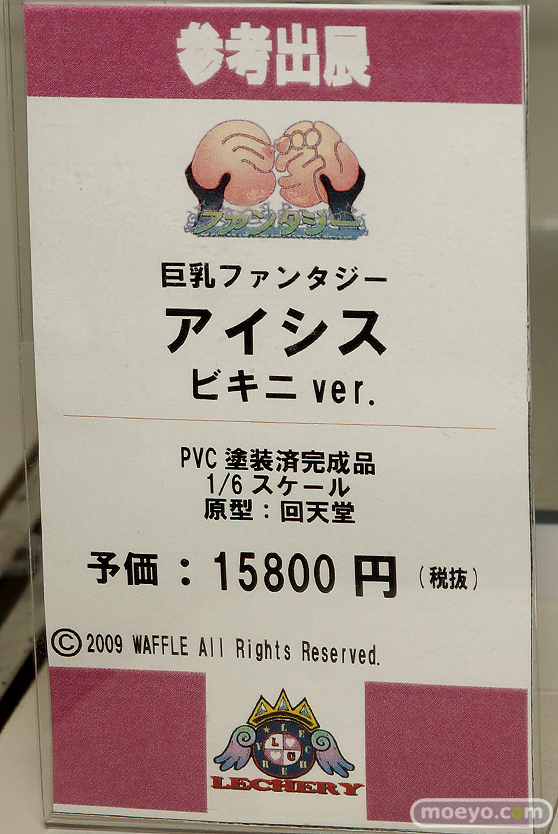 参考出展
巨乳
ファンタジー
巨乳ファンタジー
アイシス
ビキニ ver.
PVC 塗装済完成品
1/6 スケール
原型：回天堂
予価：15800 円（税抜）
©2009 WAFFLE All Rights Reserved.
LECHERY
moeyo.com